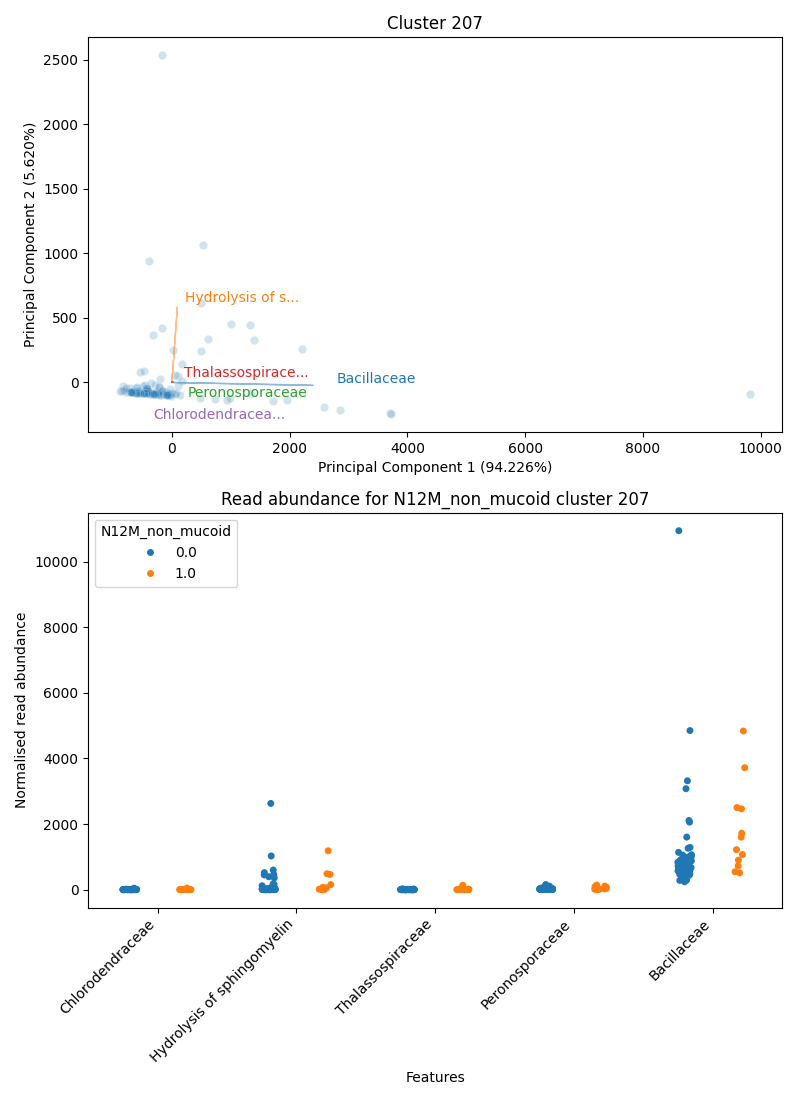 Cluster 207
Principal Component 2 (5.620%)
2500
2000
1500
1000
500
0
Hydrolysis of s...
Thalassospirace...
Bacillaceae
Peronosporaceae
Chlorodendracea...
0
2000
4000
6000
8000
10000
Principal Component 1 (94.226%)
Read abundance for N12M_non_mucoid cluster 207
N12M_non_mucoid
0.0
1.0
Normalised read abundance
10000
8000
6000
4000
2000
0
Chlorodendraceae
Hydrolysis of sphingomyelin
Thalassospiraceae
Peronosporaceae
Bacillaceae
Features